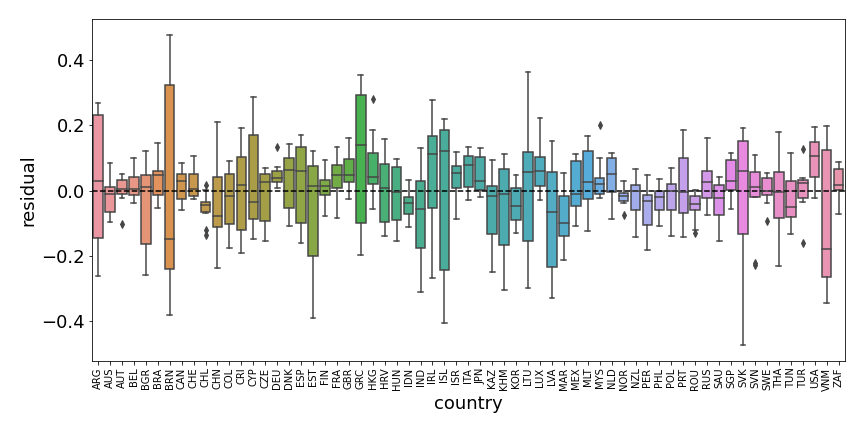 residual
0.4
0.2
0.0
−0.2
−0.4
ARG AUS AUT BEL BGR BRA BRN CAN CHE CHL CHN COL CRI CYP CZE DEU DNK ESP EST FIN FRA GBR GRC HKG HRV HUN IDN IND IRL ISL ISR ITA JPN KAZ KHM KOR LTU LUX LVA MAR MEX MLT MYS NLD NOR NZL PER PHL POL PRT ROU RUS SAU SGP SVK SVN SWE THA TUN TUR USA VNM ZAF
country